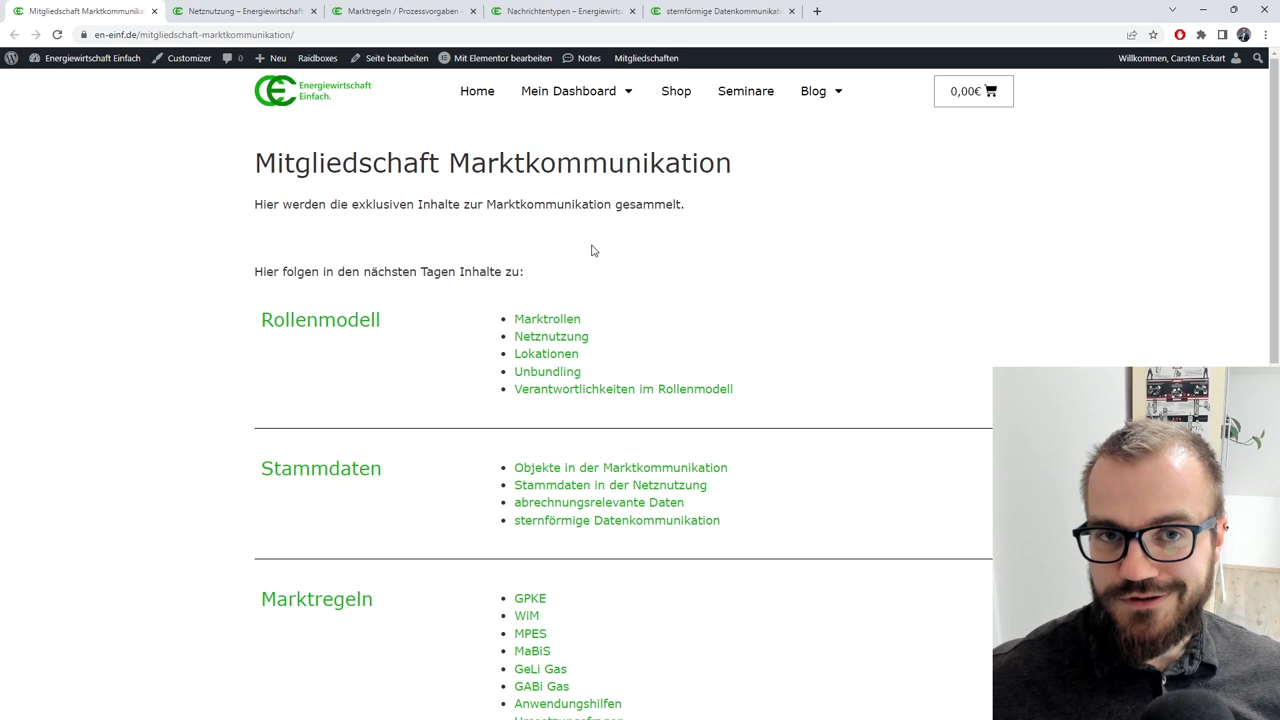 Mitgliedschaft Marktkommunika
Netznutzung – Energiewirtschaft
Marktregeln / Prozessvorgaben -
Nachrichtentypen – Energiewirts
sternförmige Datenkommunikati
en-einf.de/mitgliedschaft-marktkommunikation/
Energiewirtschaft Einfach
Customizer
0
Neu
Raidboxes
Seite bearbeiten
Mit Elementor bearbeiten
Notes
Mitgliedschaften
Willkommen, Carsten Eckart
Energiewirtschaft
Einfach.
Home
Mein Dashboard
Shop
Seminare
Blog
0,00€
Mitgliedschaft Marktkommunikation
Hier werden die exklusiven Inhalte zur Marktkommunikation gesammelt.
Hier folgen in den nächsten Tagen Inhalte zu:
Rollenmodell
Marktrollen
Netznutzung
Lokationen
Unbundling
Verantwortlichkeiten im Rollenmodell
Stammdaten
Objekte in der Marktkommunikation
Stammdaten in der Netznutzung
abrechnungsrelevante Daten
sternförmige Datenkommunikation
Marktregeln
GPKE
WiM
MPES
MaBiS
GeLi Gas
GABi Gas
Anwendungshilfen